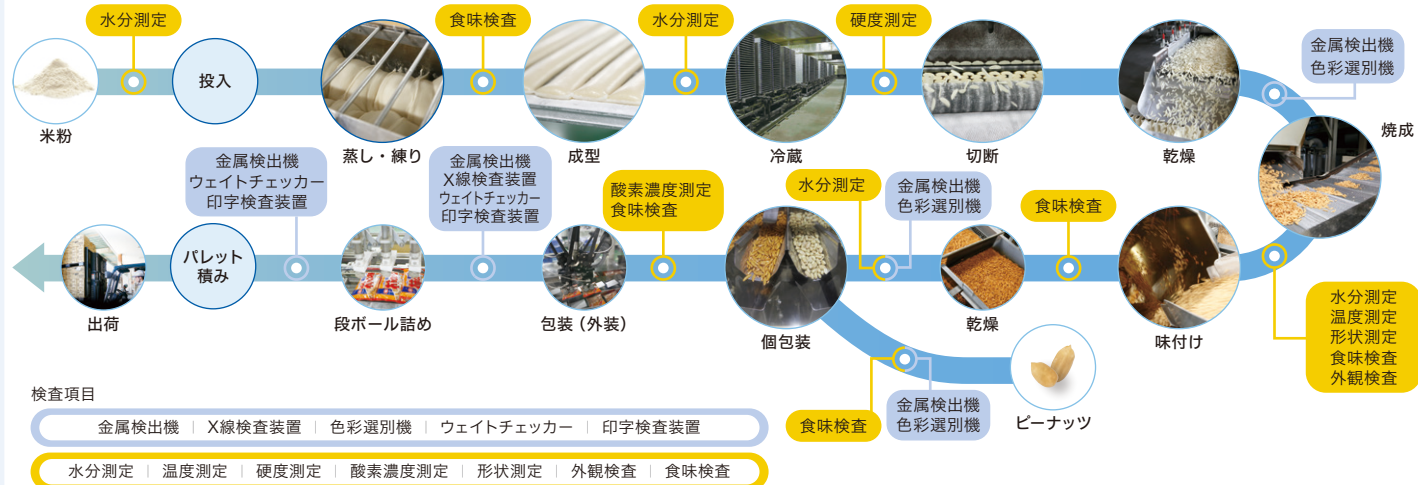 水分測定
食味検査
水分測定
硬度測定
金属検出機
色彩選別機
投入
米粉
蒸し・練り
成型
冷蔵
切断
乾燥
焼成
金属検出機
ウェイトチェッカー
印字検査装置
金属検出機
X線検査装置
ウェイトチェッカー
印字検査装置
酸素濃度測定
食味検査
水分測定
金属検出機
色彩選別機
食味検査
パレット
積み
出荷
段ボール詰め
包装（外装）
個包装
乾燥
味付け
水分測定
温度測定
形状測定
食味検査
外観検査
食味検査
金属検出機
色彩選別機
ピーナッツ
検査項目
金属検出機｜X線検査装置｜色彩選別機｜ウェイトチェッカー｜印字検査装置
水分測定｜温度測定｜硬度測定｜酸素濃度測定｜形状測定｜外観検査｜食味検査